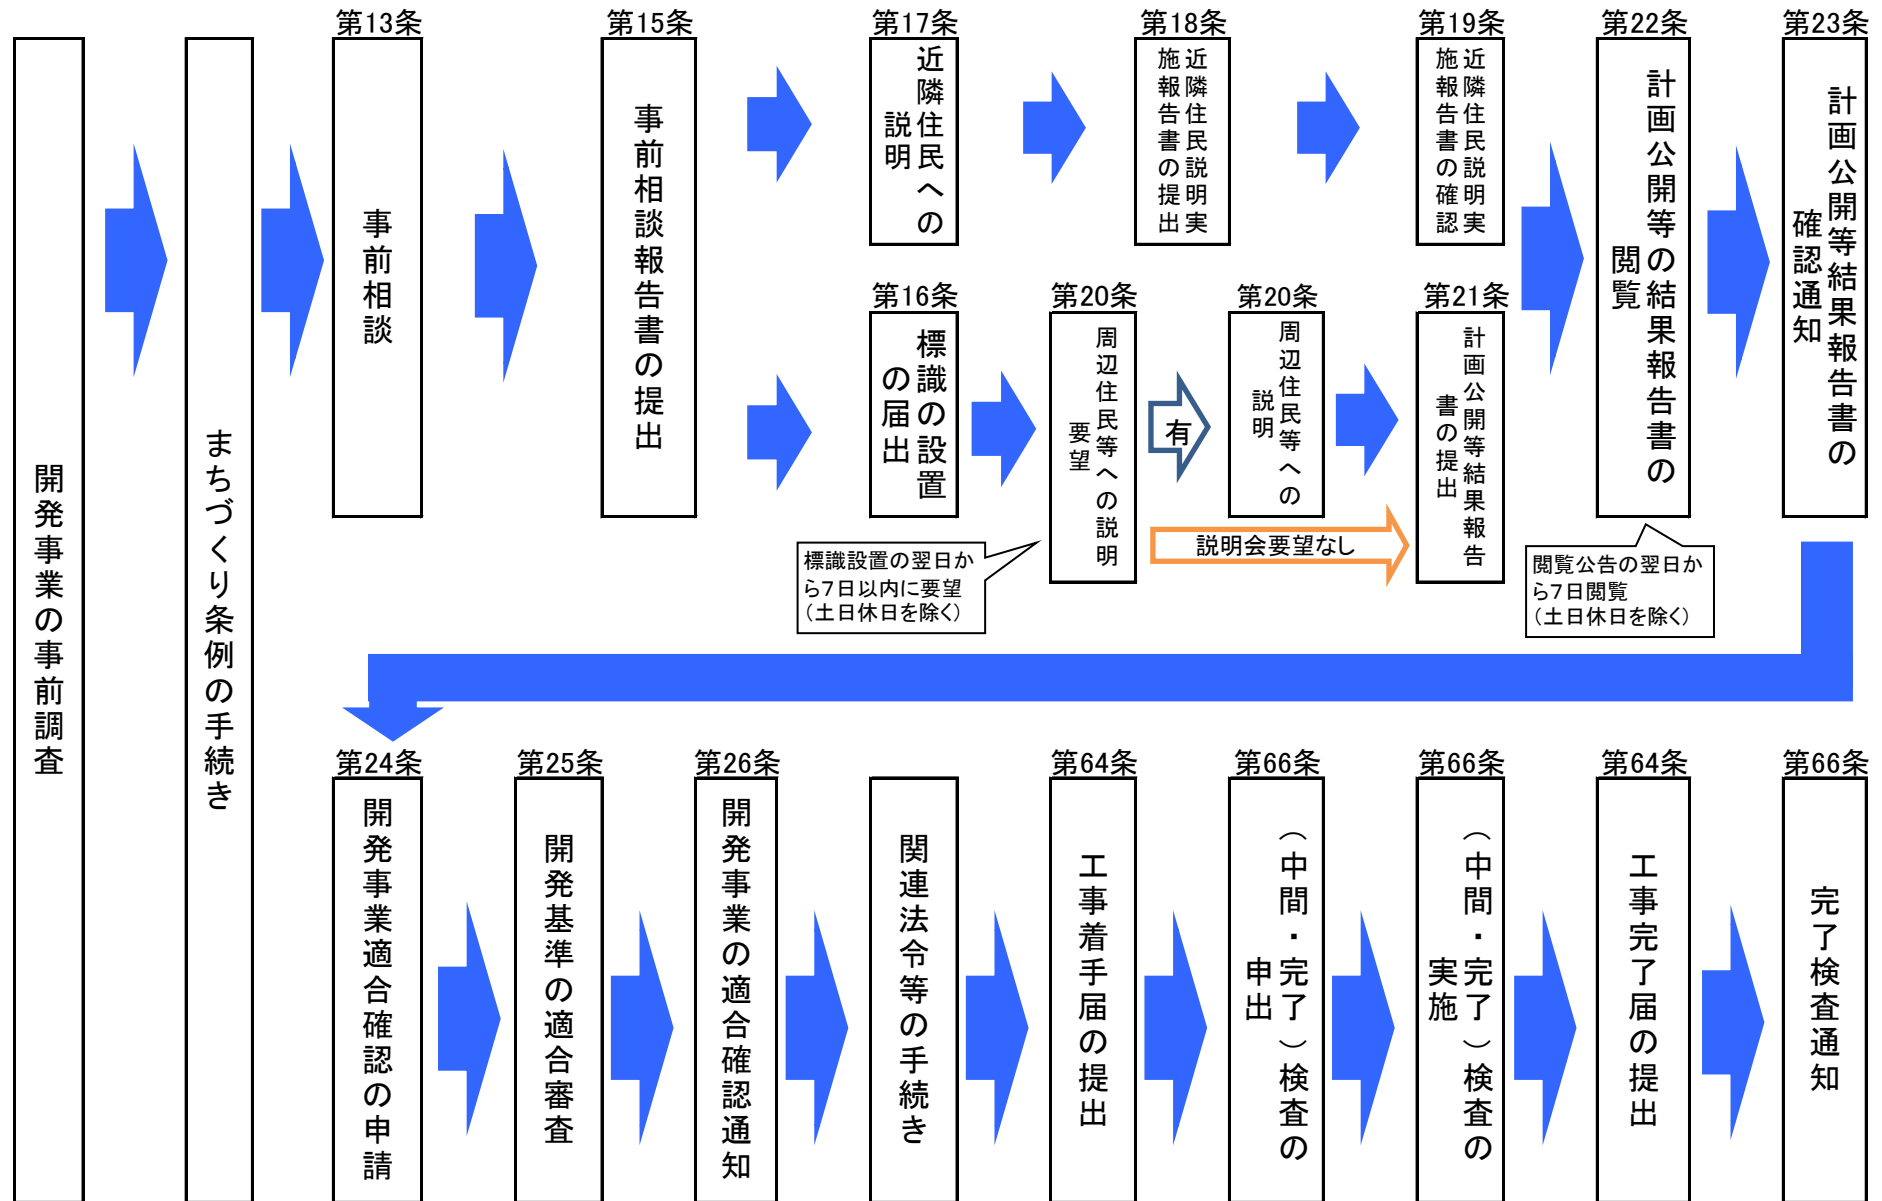 開発事業の事前調査
まちづくり条例の手続き
第13条
事前相談
第15条
事前相談報告書の提出
第17条
近隣住民への
説明
第18条
近隣住民説明実
施報告書の提出
第19条
近隣住民説明実
施報告書の確認
第16条
標識の設置
の届出
第20条
周辺住民等への説明
要望
有
第20条
周辺住民等への
説明
説明会要望なし
第21条
計画公開等結果報告
書の提出
標識設置の翌日か
ら7日以内に要望
（土日休日を除く）
第22条
計画公開等の結果報告書の
閲覧
閲覧公告の翌日か
ら7日閲覧
（土日休日を除く）
第23条
計画公開等結果報告書の
確認通知
第24条
開発事業適合確認の申請
第25条
開発基準の適合審査
第26条
開発事業の適合確認通知
関連法令等の手続き
第64条
工事着手届の提出
第66条
（中間・完了）検査の
申出
第66条
（中間・完了）検査の
実施
第64条
工事完了届の提出
第66条
完了検査通知